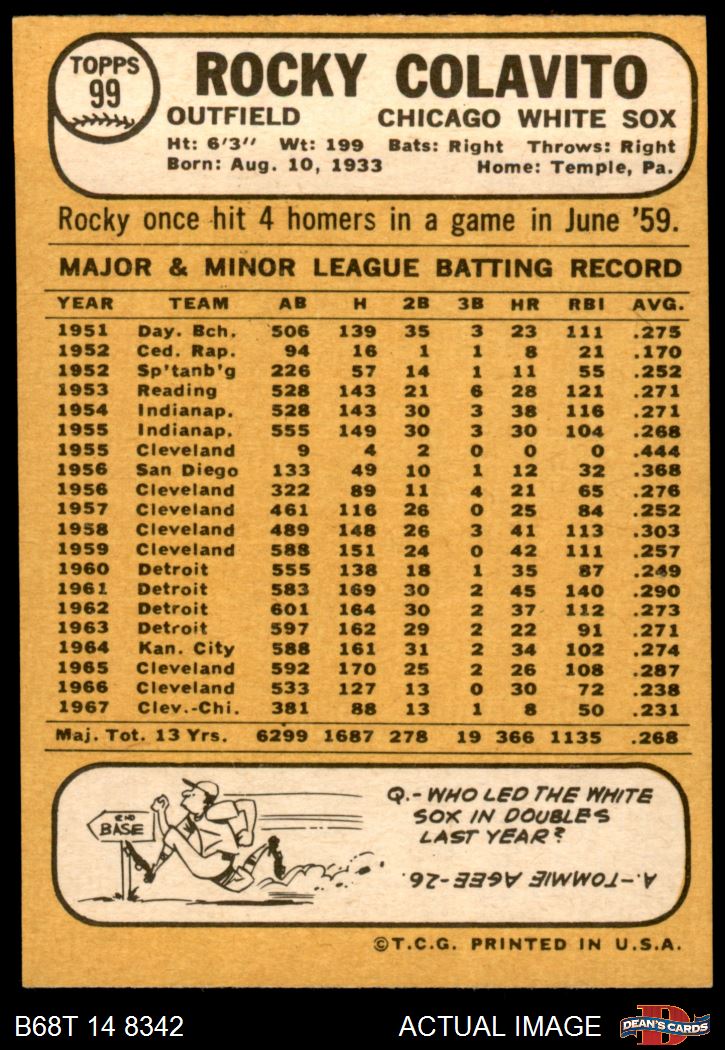 TOPPS
99
ROCKY COLAVITO
OUTFIELD CHICAGO WHITE SOX
Ht: 6'3" Wt: 199 Bats: Right Throws: Right
Born: Aug. 10, 1933 Home: Temple, Pa.
Rocky once hit 4 homers in a game in June '59.
MAJOR & MINOR LEAGUE BATTING RECORD
YEAR TEAM AB H 2B 3B HR RBI AVG.
1951 Day. Bch. 506 139 35 3 23 111 .275
1952 Ced. Rap. 94 16 1 1 8 21 .170
1952 Sp'tanb'g 226 57 14 1 11 55 .252
1953 Reading 528 143 21 6 28 121 .271
1954 Indianap. 528 143 30 3 38 116 .271
1955 Indianap. 555 149 30 3 30 104 .268
1955 Cleveland 9 4 2 0 0 0 .444
1956 San Diego 133 49 10 1 12 32 .368
1956 Cleveland 322 89 11 4 21 65 .276
1957 Cleveland 461 116 26 0 25 84 .252
1958 Cleveland 489 148 26 3 41 113 .303
1959 Cleveland 588 151 24 0 42 111 .257
1960 Detroit 555 138 18 1 35 87 .249
1961 Detroit 583 169 30 2 45 140 .290
1962 Detroit 601 164 30 2 37 112 .273
1963 Detroit 597 162 29 2 22 91 .271
1964 Kan. City 588 161 31 2 34 102 .274
1965 Cleveland 592 170 25 2 26 108 .287
1966 Cleveland 533 127 13 0 30 72 .238
1967 Clev.-Chi. 381 88 13 1 8 50 .231
Maj. Tot. 13 Yrs. 6299 1687 278 19 366 1135 .268
2ND
BASE
Q.- WHO LED THE WHITE
SOX IN DOUBLES
LAST YEAR?
A.-TOMMIE AGEE-26.
©T.C.G. PRINTED IN U.S.A.
B68T 14 8342 ACTUAL IMAGE
D
DEAN'S CARDS